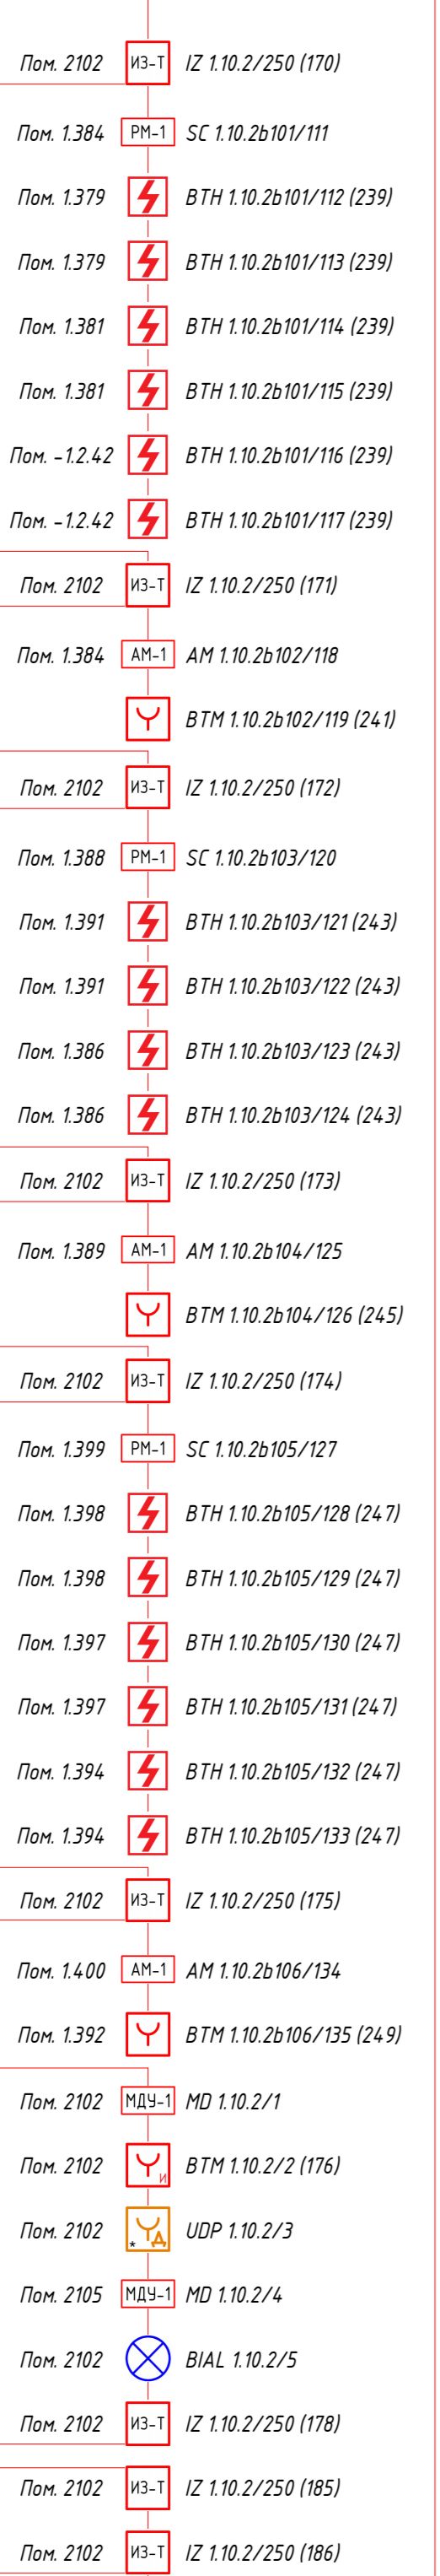 Пом. 2102 ИЗ-Т IZ 1.10.2/250 (170)
Пом. 1.384 РМ-1 SC 1.10.2b101/111
Пом. 1.379 BTH 1.10.2b101/112 (239)
Пом. 1.379 BTH 1.10.2b101/113 (239)
Пом. 1.381 BTH 1.10.2b101/114 (239)
Пом. 1.381 BTH 1.10.2b101/115 (239)
Пом. -1.2.42 BTH 1.10.2b101/116 (239)
Пом. -1.2.42 BTH 1.10.2b101/117 (239)
Пом. 2102 ИЗ-Т IZ 1.10.2/250 (171)
Пом. 1.384 АМ-1 AM 1.10.2b102/118
BTM 1.10.2b102/119 (241)
Пом. 2102 ИЗ-Т IZ 1.10.2/250 (172)
Пом. 1.388 РМ-1 SC 1.10.2b103/120
Пом. 1.391 BTH 1.10.2b103/121 (243)
Пом. 1.391 BTH 1.10.2b103/122 (243)
Пом. 1.386 BTH 1.10.2b103/123 (243)
Пом. 1.386 BTH 1.10.2b103/124 (243)
Пом. 2102 ИЗ-Т IZ 1.10.2/250 (173)
Пом. 1.389 АМ-1 AM 1.10.2b104/125
BTM 1.10.2b104/126 (245)
Пом. 2102 ИЗ-Т IZ 1.10.2/250 (174)
Пом. 1.399 РМ-1 SC 1.10.2b105/127
Пом. 1.398 BTH 1.10.2b105/128 (247)
Пом. 1.398 BTH 1.10.2b105/129 (247)
Пом. 1.397 BTH 1.10.2b105/130 (247)
Пом. 1.397 BTH 1.10.2b105/131 (247)
Пом. 1.394 BTH 1.10.2b105/132 (247)
Пом. 1.394 BTH 1.10.2b105/133 (247)
Пом. 2102 ИЗ-Т IZ 1.10.2/250 (175)
Пом. 1.400 АМ-1 AM 1.10.2b106/134
Пом. 1.392 BTM 1.10.2b106/135 (249)
Пом. 2102 МДУ-1 MD 1.10.2/1
Пом. 2102 И BTM 1.10.2/2 (176)
Пом. 2102 * Д UDP 1.10.2/3
Пом. 2105 МДУ-1 MD 1.10.2/4
Пом. 2102 BIAL 1.10.2/5
Пом. 2102 ИЗ-Т IZ 1.10.2/250 (178)
Пом. 2102 ИЗ-Т IZ 1.10.2/250 (185)
Пом. 2102 ИЗ-Т IZ 1.10.2/250 (186)